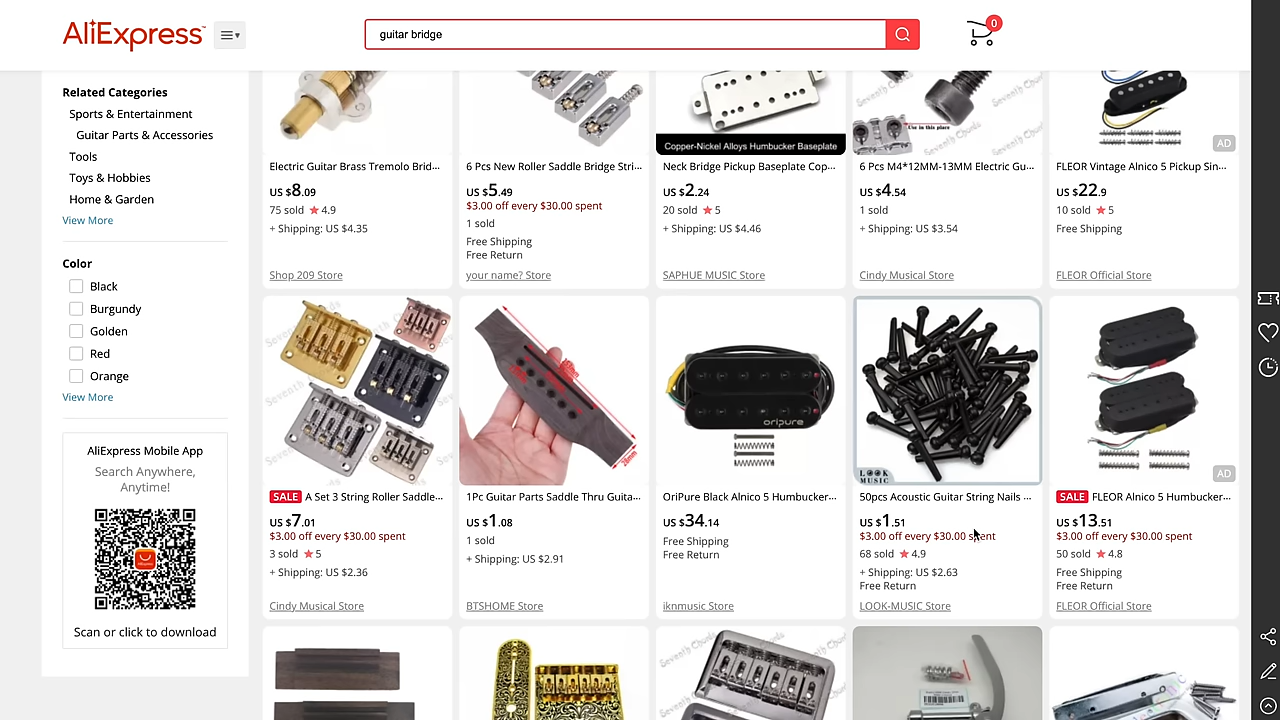 AliExpress
guitar bridge
0
Related Categories
Sports & Entertainment
Guitar Parts & Accessories
Tools
Toys & Hobbies
Home & Garden
View More
Color
Black
Burgundy
Golden
Red
Orange
View More
AliExpress Mobile App
Search Anywhere,
Anytime!
Scan or click to download
Electric Guitar Brass Tremolo Brid...
US $8.09
75 sold 4.9
+ Shipping: US $4.35
Shop 209 Store
Seventh Chords
6 Pcs New Roller Saddle Bridge Stri...
US $5.49
$3.00 off every $30.00 spent
1 sold
Free Shipping
Free Return
your name? Store
Copper-Nickel Alloys Humbucker Baseplate
Neck Bridge Pickup Baseplate Cop...
US $2.24
20 sold 5
+ Shipping: US $4.46
SAPHUE MUSIC Store
Seventh Chords
Use in this place
6 Pcs M4*12MM-13MM Electric Gu...
US $4.54
1 sold
+ Shipping: US $3.54
Cindy Musical Store
AD
FLEOR Vintage Alnico 5 Pickup Sin...
US $22.9
10 sold 5
Free Shipping
FLEOR Official Store
SALE A Set 3 String Roller Saddle...
US $7.01
$3.00 off every $30.00 spent
3 sold 5
+ Shipping: US $2.36
Cindy Musical Store
1Pc Guitar Parts Saddle Thru Guita...
US $1.08
1 sold
+ Shipping: US $2.91
BTSHOME Store
oripure
OriPure Black Alnico 5 Humbucker...
US $34.14
Free Shipping
Free Return
iknmusic Store
LOOK
MUSIC
50pcs Acoustic Guitar String Nails ...
US $1.51
$3.00 off every $30.00 spent
68 sold 4.9
+ Shipping: US $2.63
Free Return
LOOK-MUSIC Store
AD
SALE FLEOR Alnico 5 Humbucker...
US $13.51
$3.00 off every $30.00 spent
50 sold 4.8
Free Shipping
Free Return
FLEOR Official Store
Seventh Chords